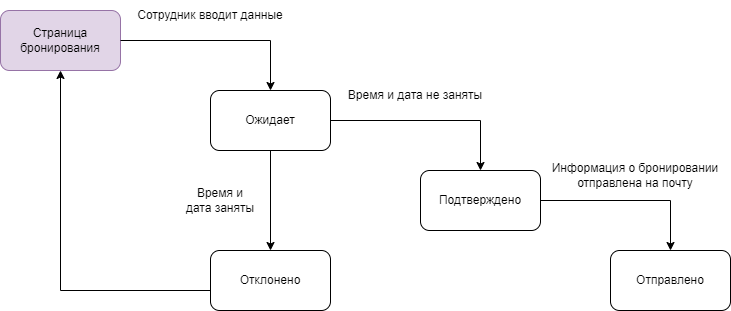 Сотрудник вводит данные
Страница
бронирования
Время и дата не заняты
Ожидает
Информация о бронировании
отправлена на почту
Время и
дата заняты
Подтверждено
Отклонено
Отправлено